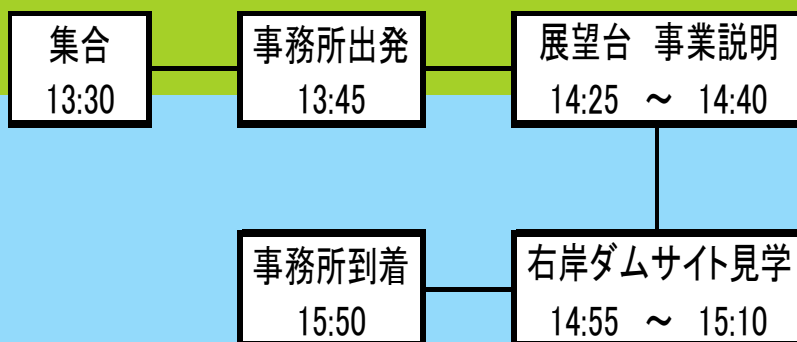 集合
13:30
事務所出発
13:45
展望台 事業説明
14:25 ～ 14:40
右岸ダムサイト見学
14:55 ～ 15:10
事務所到着
15:50